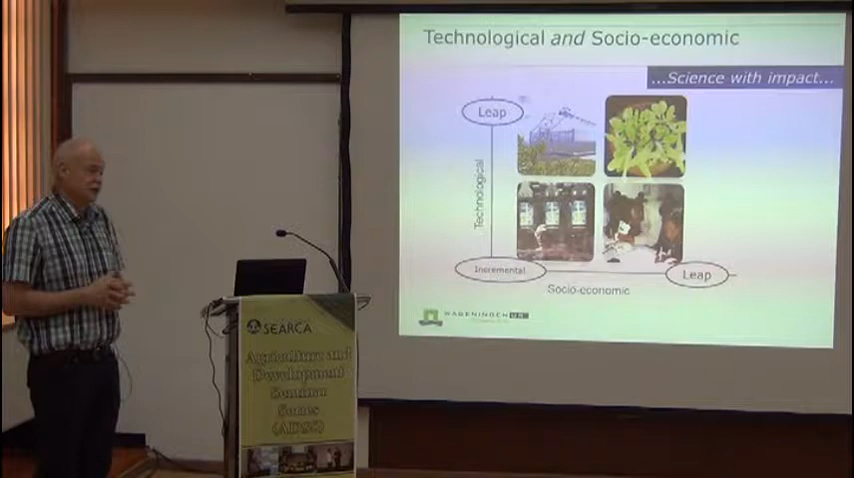 Technological and Socio-economic
...Science with impact...
Leap
Technological
Incremental
Leap
Socio-economic
WAGENINGEN UR
SEARCA
Agriculture and
Development
Seminar
Series
(ADSS)